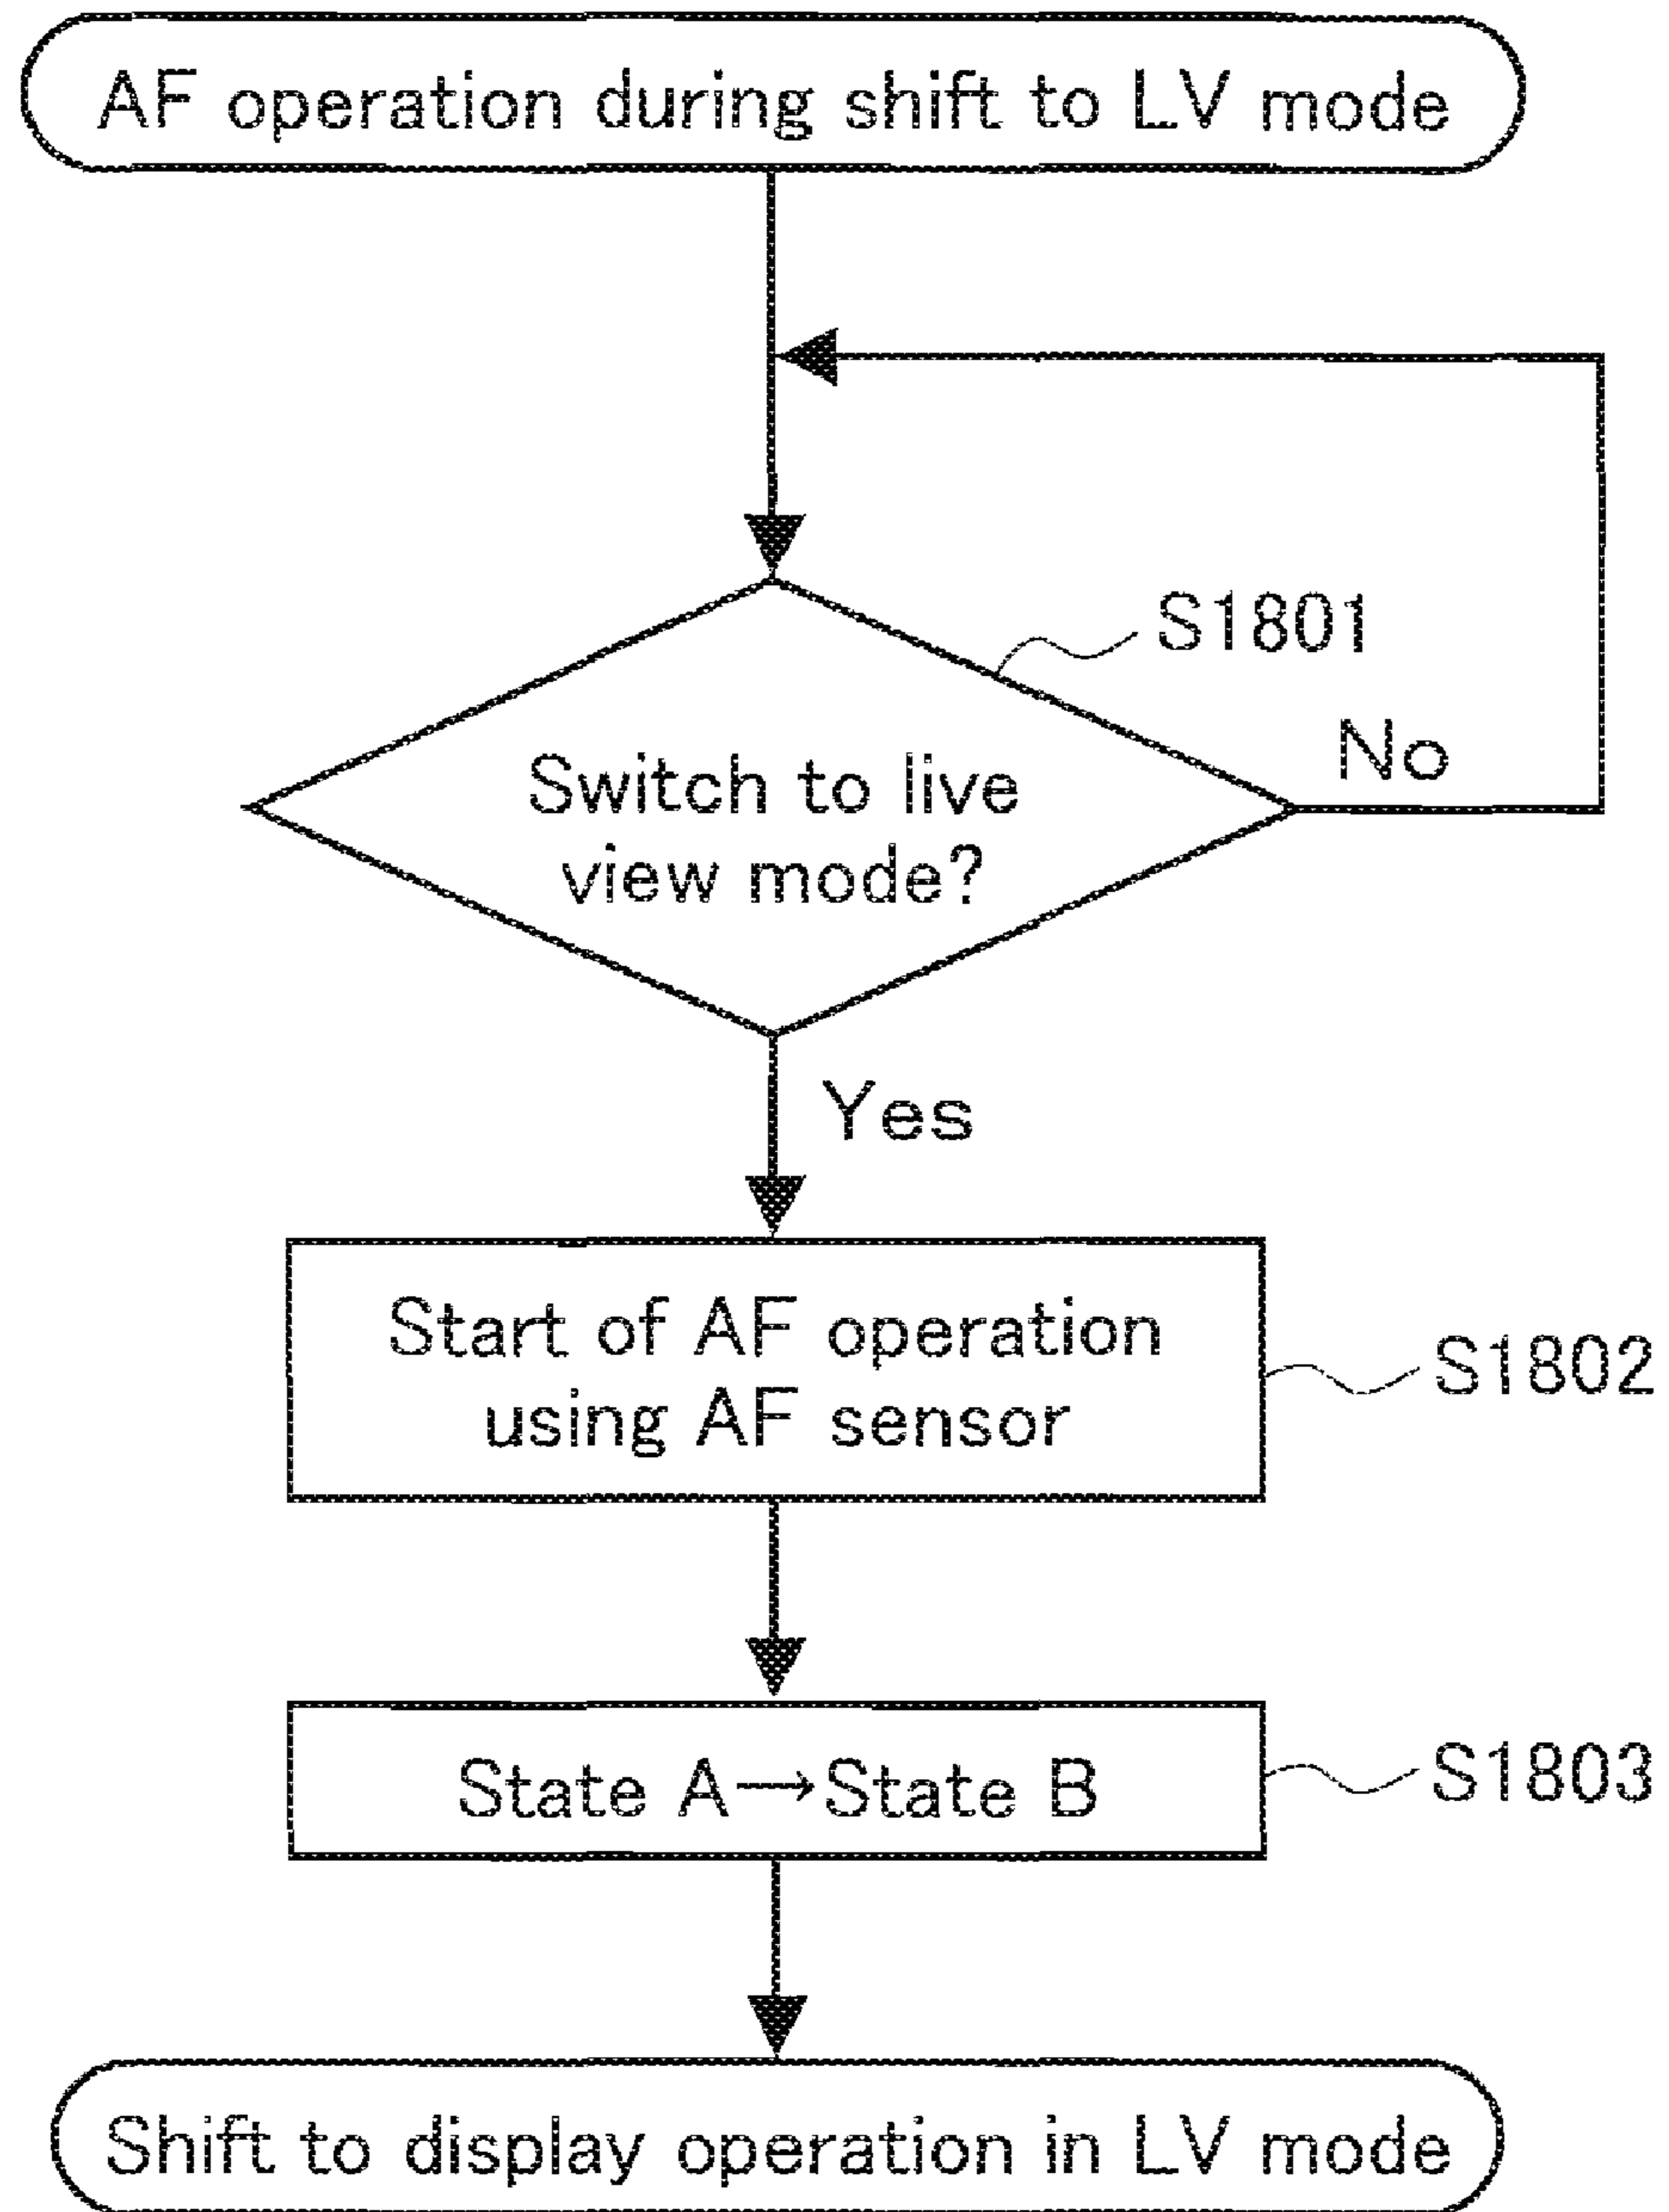 AF operation during shift to LV mode
S1801
No
Switch to live
view mode?
Yes
Start of AF operation
using AF sensor
S1802
State A→State B
S1803
Shift to display operation in LV mode